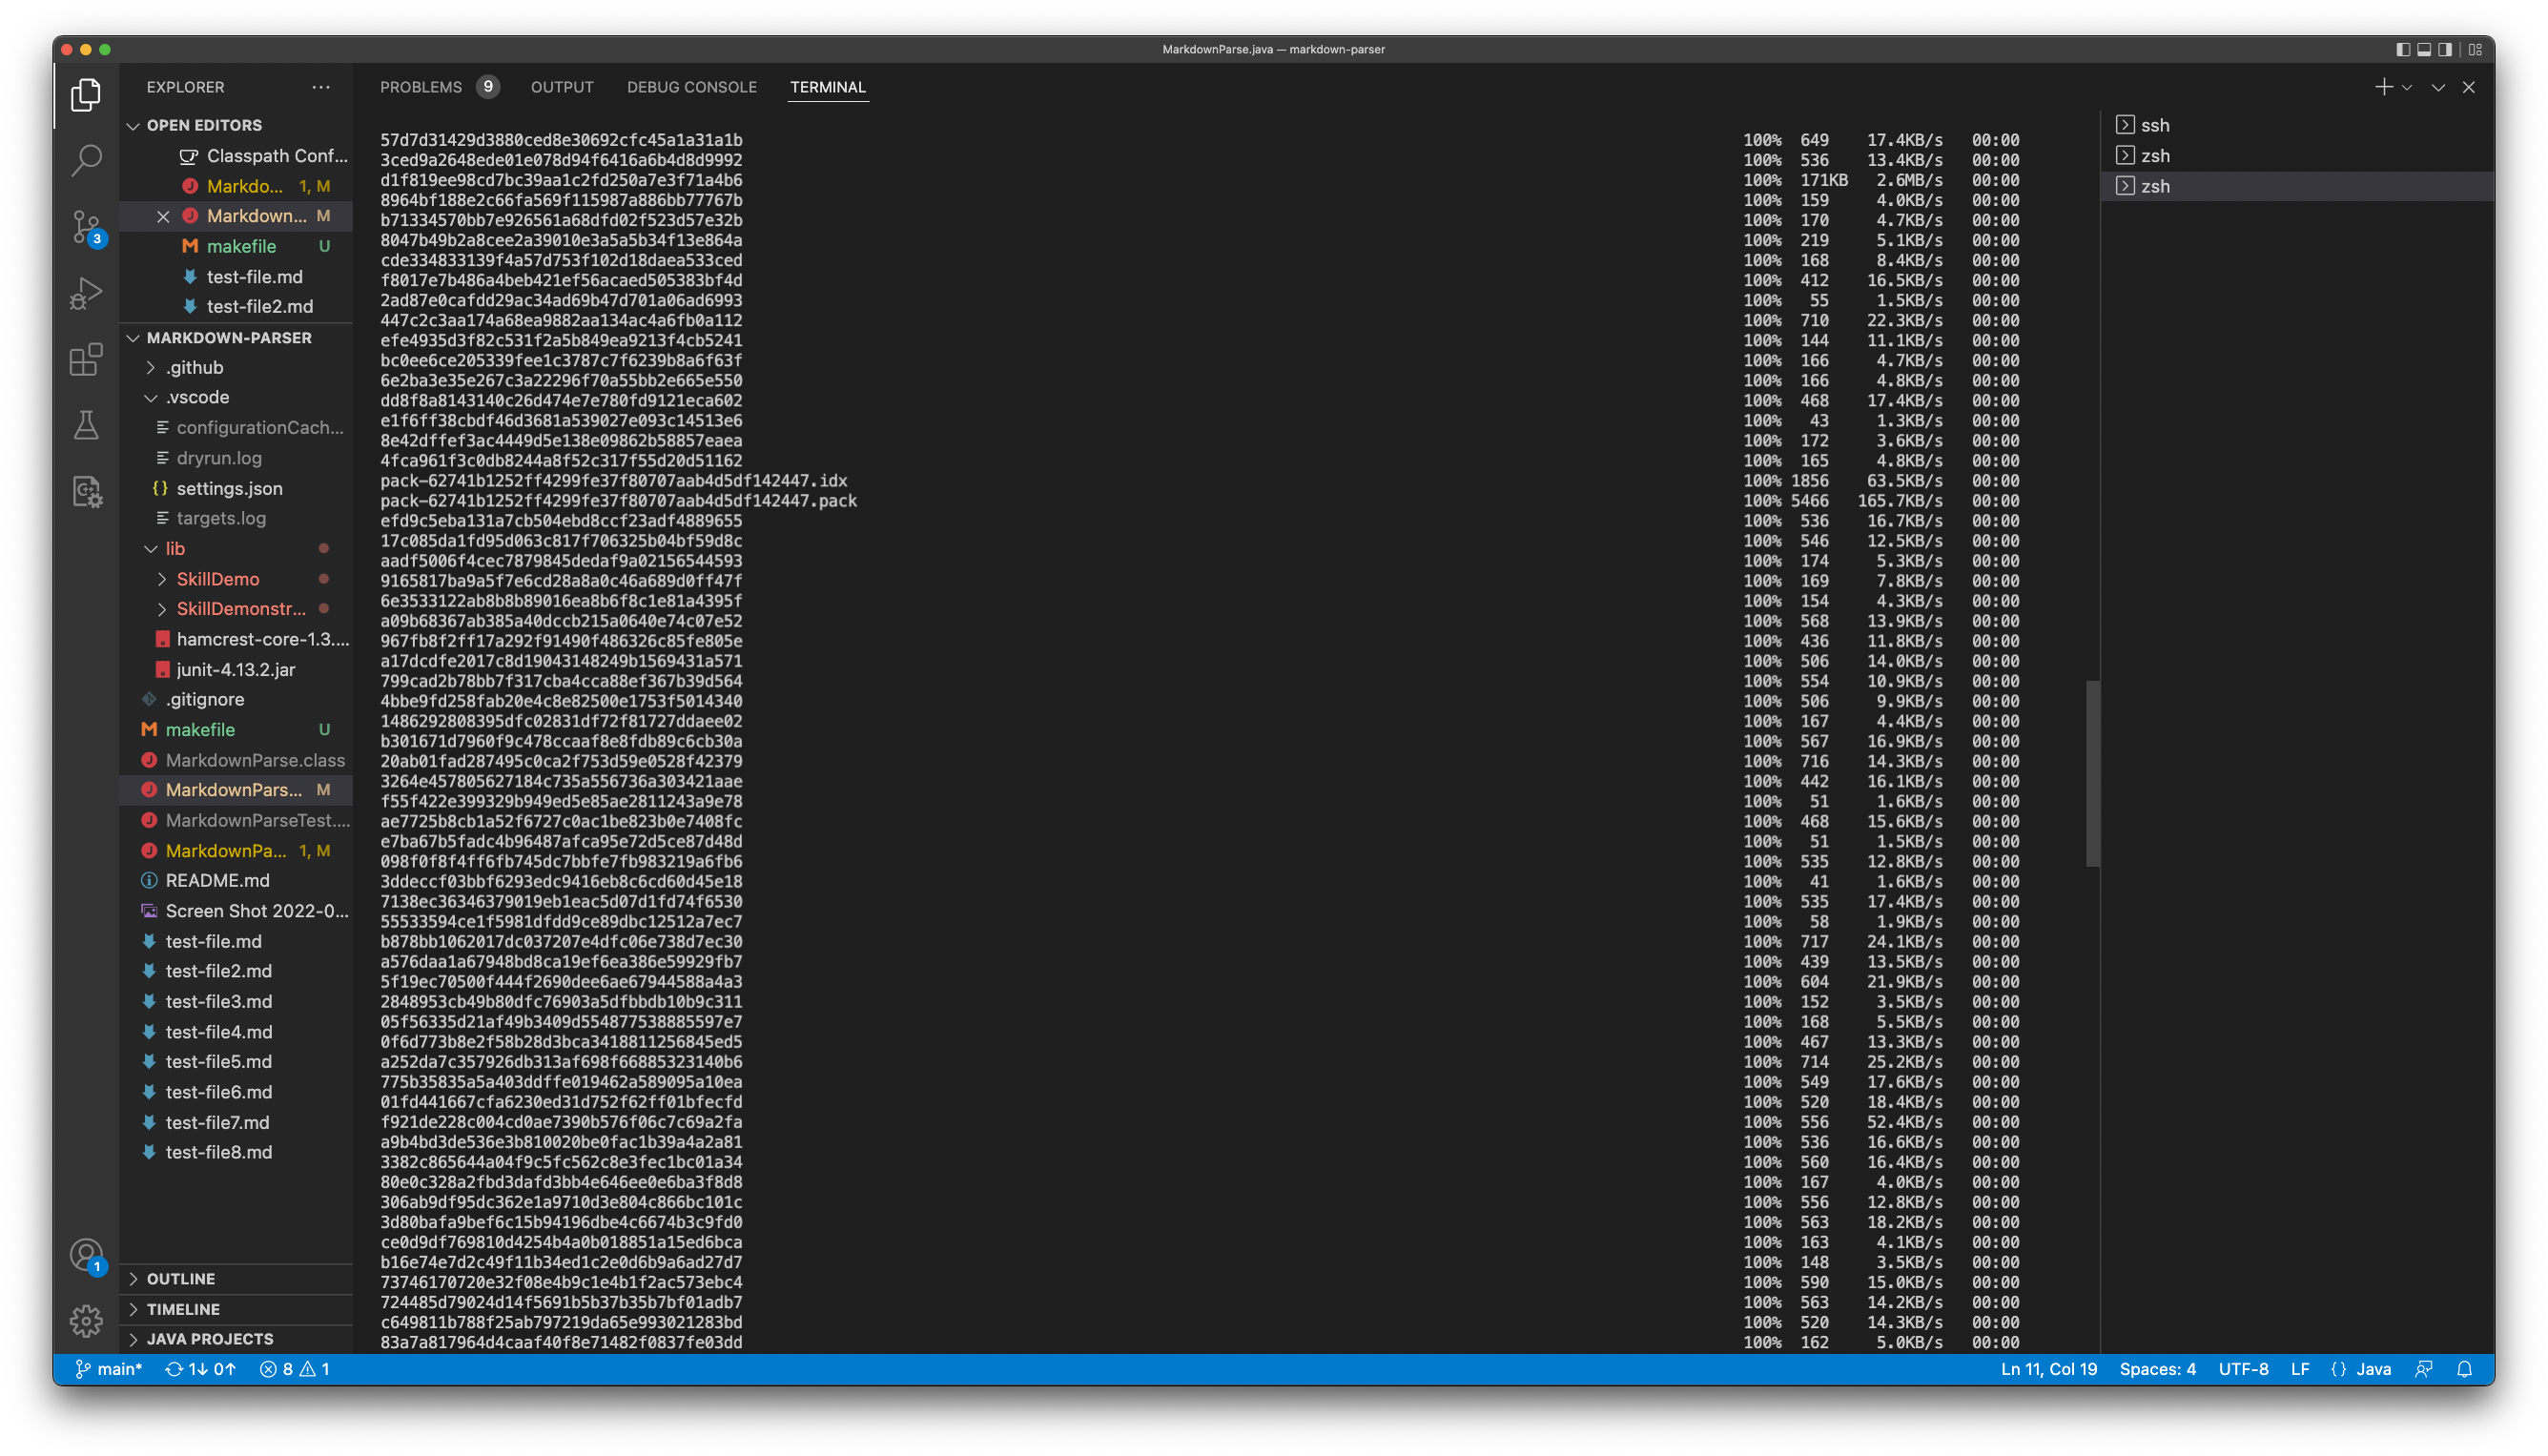 MarkdownParse.java — markdown-parser
EXPLORER
PROBLEMS 9 OUTPUT DEBUG CONSOLE TERMINAL
OPEN EDITORS
Classpath Conf...
Markdo... 1, M
Markdown... M
makefile U
test-file.md
test-file2.md
MARKDOWN-PARSER
.github
.vscode
configurationCach...
dryrun.log
settings.json
targets.log
lib
SkillDemo
SkillDemonstr...
hamcrest-core-1.3....
junit-4.13.2.jar
.gitignore
makefile U
MarkdownParse.class
MarkdownPars... M
MarkdownParseTest....
MarkdownPa... 1, M
README.md
Screen Shot 2022-0...
test-file.md
test-file2.md
test-file3.md
test-file4.md
test-file5.md
test-file6.md
test-file7.md
test-file8.md
OUTLINE
TIMELINE
JAVA PROJECTS
3
1
57d7d31429d3880ced8e30692cfc45a1a31a1b 100% 649 17.4KB/s 00:00
3ced9a2648ede01e078d94f6416a6b4d8d9992 100% 536 13.4KB/s 00:00
d1f819ee98cd7bc39aa1c2fd250a7e3f71a4b6 100% 171KB 2.6MB/s 00:00
8964bf188e2c66fa569f115987a886bb77767b 100% 159 4.0KB/s 00:00
b71334570bb7e926561a68dfd02f523d57e32b 100% 170 4.7KB/s 00:00
8047b49b2a8cee2a39010e3a5a5b34f13e864a 100% 219 5.1KB/s 00:00
cde334833139f4a57d753f102d18daea533ced 100% 168 8.4KB/s 00:00
f8017e7b486a4beb421ef56acaed505383bf4d 100% 412 16.5KB/s 00:00
2ad87e0cafdd29ac34ad69b47d701a06ad6993 100% 55 1.5KB/s 00:00
447c2c3aa174a68ea9882aa134ac4a6fb0a112 100% 710 22.3KB/s 00:00
efe4935d3f82c531f2a5b849ea9213f4cb5241 100% 144 11.1KB/s 00:00
bc0ee6ce205339fee1c3787c7f6239b8a6f63f 100% 166 4.7KB/s 00:00
6e2ba3e35e267c3a22296f70a55bb2e665e550 100% 166 4.8KB/s 00:00
dd8f8a8143140c26d474e7e780fd9121eca602 100% 468 17.4KB/s 00:00
e1f6ff38cbdf46d3681a539027e093c14513e6 100% 43 1.3KB/s 00:00
8e42dffef3ac4449d5e138e09862b58857eaea 100% 172 3.6KB/s 00:00
4fca961f3c0db8244a8f52c317f55d20d51162 100% 165 4.8KB/s 00:00
pack-62741b1252ff4299fe37f80707aab4d5df142447.idx 100% 1856 63.5KB/s 00:00
pack-62741b1252ff4299fe37f80707aab4d5df142447.pack 100% 5466 165.7KB/s 00:00
efd9c5eba131a7cb504ebd8ccf23adf4889655 100% 536 16.7KB/s 00:00
17c085da1fd95d063c817f706325b04bf59d8c 100% 546 12.5KB/s 00:00
aadf5006f4cec7879845dedaf9a02156544593 100% 174 5.3KB/s 00:00
9165817ba9a5f7e6cd28a8a0c46a689d0ff47f 100% 169 7.8KB/s 00:00
6e3533122ab8b8b89016ea8b6f8c1e81a4395f 100% 154 4.3KB/s 00:00
a09b68367ab385a40dccb215a0640e74c07e52 100% 568 13.9KB/s 00:00
967fb8f2ff17a292f91490f486326c85fe805e 100% 436 11.8KB/s 00:00
a17dcdfe2017c8d19043148249b1569431a571 100% 506 14.0KB/s 00:00
799cad2b78bb7f317cba4cca88ef367b39d564 100% 554 10.9KB/s 00:00
4bbe9fd258fab20e4c8e82500e1753f5014340 100% 506 9.9KB/s 00:00
1486292808395dfc02831df72f81727ddaee02 100% 167 4.4KB/s 00:00
b301671d7960f9c478ccaaf8e8fdb89c6cb30a 100% 567 16.9KB/s 00:00
20ab01fad287495c0ca2f753d59e0528f42379 100% 716 14.3KB/s 00:00
3264e457805627184c735a556736a303421aae 100% 442 16.1KB/s 00:00
f55f422e399329b949ed5e85ae2811243a9e78 100% 51 1.6KB/s 00:00
ae7725b8cb1a52f6727c0ac1be823b0e7408fc 100% 468 15.6KB/s 00:00
e7ba67b5fadc4b96487afca95e72d5ce87d48d 100% 51 1.5KB/s 00:00
098f0f8f4ff6fb745dc7bbfe7fb983219a6fb6 100% 535 12.8KB/s 00:00
3ddeccf03bbf6293edc9416eb8c6cd60d45e18 100% 41 1.6KB/s 00:00
7138ec36346379019eb1eac5d07d1fd74f6530 100% 535 17.4KB/s 00:00
55533594ce1f5981dfdd9ce89dbc12512a7ec7 100% 58 1.9KB/s 00:00
b878bb1062017dc037207e4dfc06e738d7ec30 100% 717 24.1KB/s 00:00
a576daa1a67948bd8ca19ef6ea386e59929fb7 100% 439 13.5KB/s 00:00
5f19ec70500f444f2690dee6ae67944588a4a3 100% 604 21.9KB/s 00:00
2848953cb49b80dfc76903a5dfbbdb10b9c311 100% 152 3.5KB/s 00:00
05f56335d21af49b3409d554877538885597e7 100% 168 5.5KB/s 00:00
0f6d773b8e2f58b28d3bca3418811256845ed5 100% 467 13.3KB/s 00:00
a252da7c357926db313af698f66885323140b6 100% 714 25.2KB/s 00:00
775b35835a5a403ddffe019462a589095a10ea 100% 549 17.6KB/s 00:00
01fd441667cfa6230ed31d752f62ff01bfecfd 100% 520 18.4KB/s 00:00
f921de228c004cd0ae7390b576f06c7c69a2fa 100% 556 52.4KB/s 00:00
a9b4bd3de536e3b810020be0fac1b39a4a2a81 100% 536 16.6KB/s 00:00
3382c865644a04f9c5fc562c8e3fec1bc01a34 100% 560 16.4KB/s 00:00
80e0c328a2fbd3dafd3bb4e646ee0e6ba3f8d8 100% 167 4.0KB/s 00:00
306ab9df95dc362e1a9710d3e804c866bc101c 100% 556 12.8KB/s 00:00
3d80bafa9bef6c15b94196dbe4c6674b3c9fd0 100% 563 18.2KB/s 00:00
ce0d9df769810d4254b4a0b018851a15ed6bca 100% 163 4.1KB/s 00:00
b16e74e7d2c49f11b34ed1c2e0d6b9a6ad27d7 100% 148 3.5KB/s 00:00
73746170720e32f08e4b9c1e4b1f2ac573ebc4 100% 590 15.0KB/s 00:00
724485d79024d14f5691b5b37b35b7bf01adb7 100% 563 14.2KB/s 00:00
c649811b788f25ab797219da65e993021283bd 100% 520 14.3KB/s 00:00
83a7a817964d4caaf40f8e71482f0837fe03dd 100% 162 5.0KB/s 00:00
ssh
zsh
zsh
main* 1↓ 0↑ 8 1 Ln 11, Col 19 Spaces: 4 UTF-8 LF {} Java